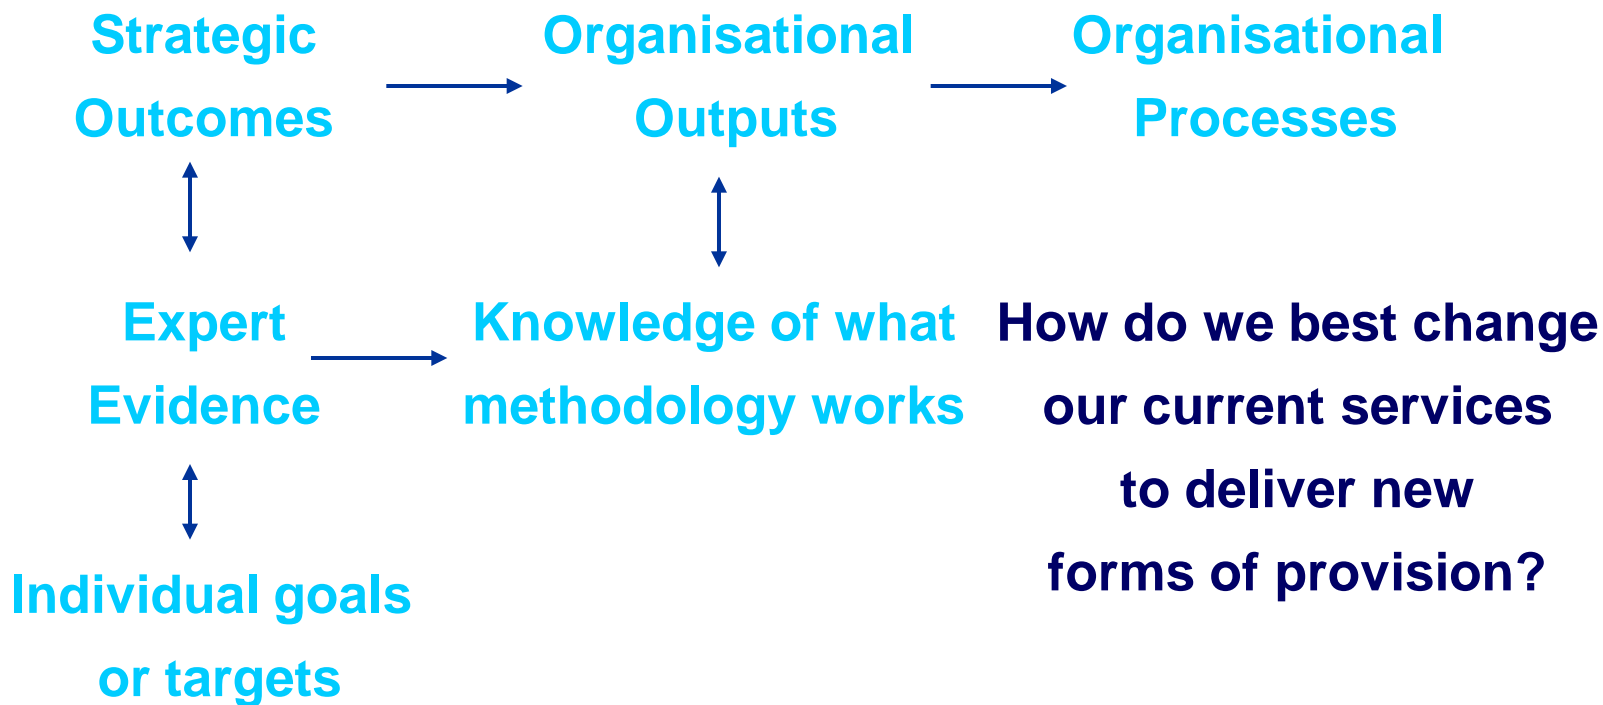 Strategic
Outcomes
Organisational
Outputs
Organisational
Processes
Expert
Evidence
Knowledge of what
methodology works
How do we best change
our current services
to deliver new
forms of provision?
Individual goals
or targets